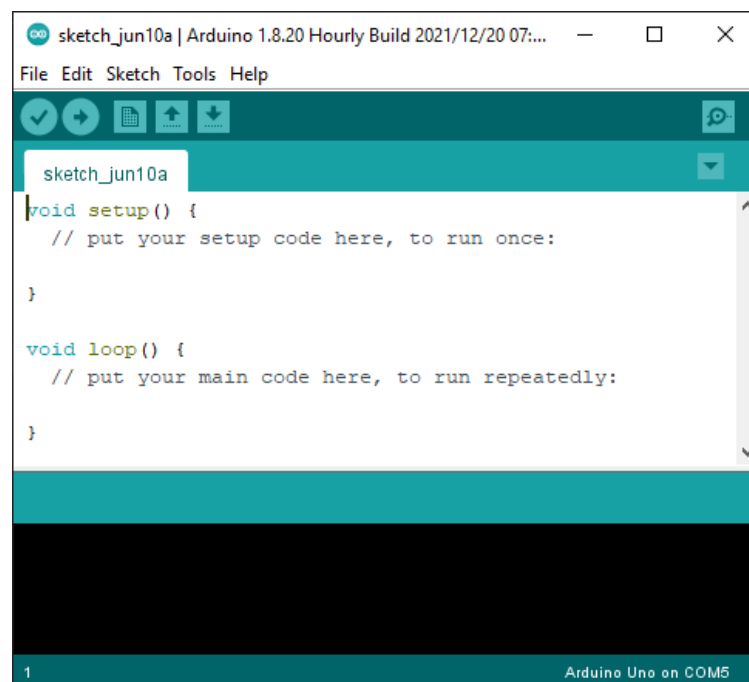 sketch_jun10a | Arduino 1.8.20 Hourly Build 2021/12/20 07:...
File Edit Sketch Tools Help
sketch_jun10a
void setup() {
  // put your setup code here, to run once:
}
void loop() {
  // put your main code here, to run repeatedly:
}
1 Arduino Uno on COM5